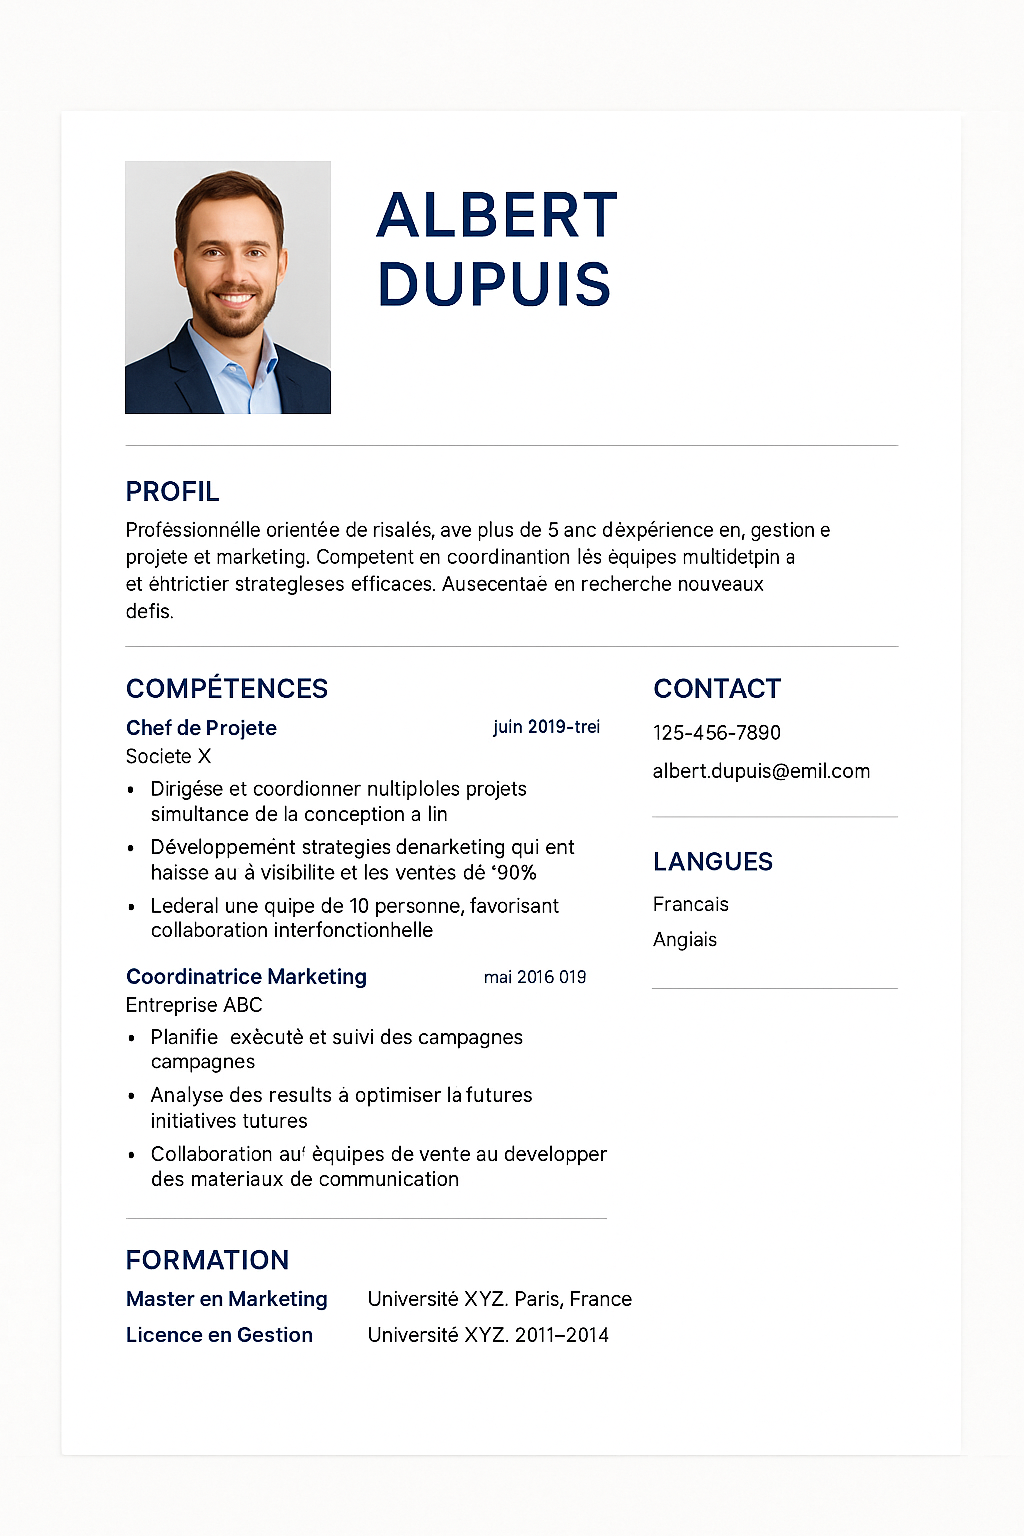 ALBERT
DUPUIS
PROFIL
Profėssionnélle orientée de risalés, ave plus de 5 anc dėxpérience en, gestion e
projete et marketing. Competent en coordinantion lés èquipes multidetpin a
et éhtrictier strategleses efficaces. Ausecentaė en recherche nouveaux
defis.
COMPÉTENCES
Chef de Projete juin 2019-trei
Societe X
• Dirigése et coordionner nultiploles projets
simultance de la conception a lin
• Développemėnt strategies denarketing qui ent
haisse au à visíbilite et les ventes dé ‘90%
• Lederal une quipe de 10 personne, favorisant
collaboration interfonctionhelle
Coordinatrice Marketing mai 2016 019
Entreprise ABC
• Planifie exècutè et suivi des campagnes
campagnes
• Analyse des results à optimiser la futures
initiatives tutures
• Collaboration au‘ èquipes de vente au developper
des materiaux de communication
FORMATION
Master en Marketing Université XYZ. Paris, France
Licence en Gestion Université XYZ. 2011–2014
CONTACT
125-456-7890
albert.dupuis@emil.com
LANGUES
Francais
Angiais